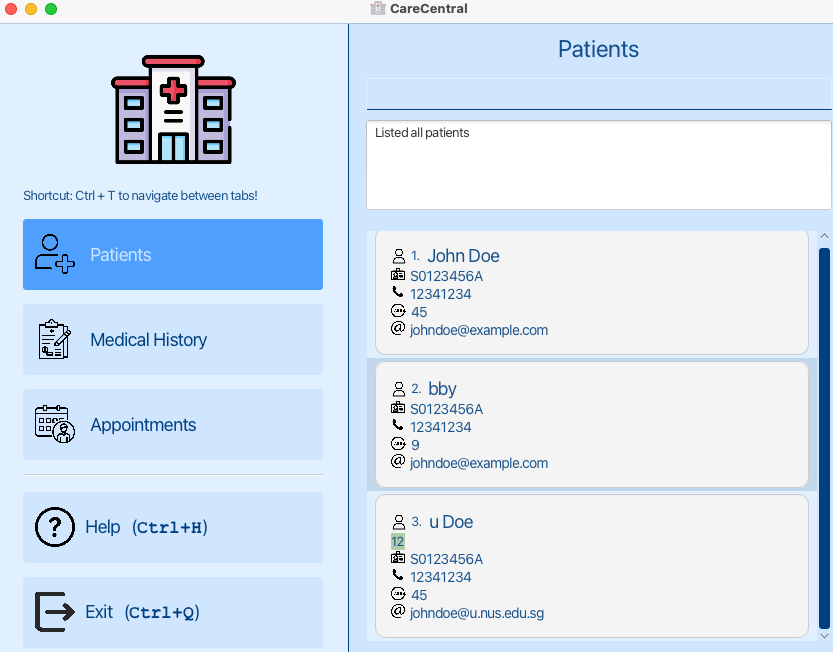 CareCentral
Shortcut: Ctrl + T to navigate between tabs!
Patients
Medical History
Appointments
Help (Ctrl+H)
Exit (Ctrl+Q)
Patients
Listed all patients
1. John Doe
S0123456A
12341234
45
johndoe@example.com
2. bby
S0123456A
12341234
9
johndoe@example.com
3. u Doe
12
S0123456A
12341234
45
johndoe@u.nus.edu.sg